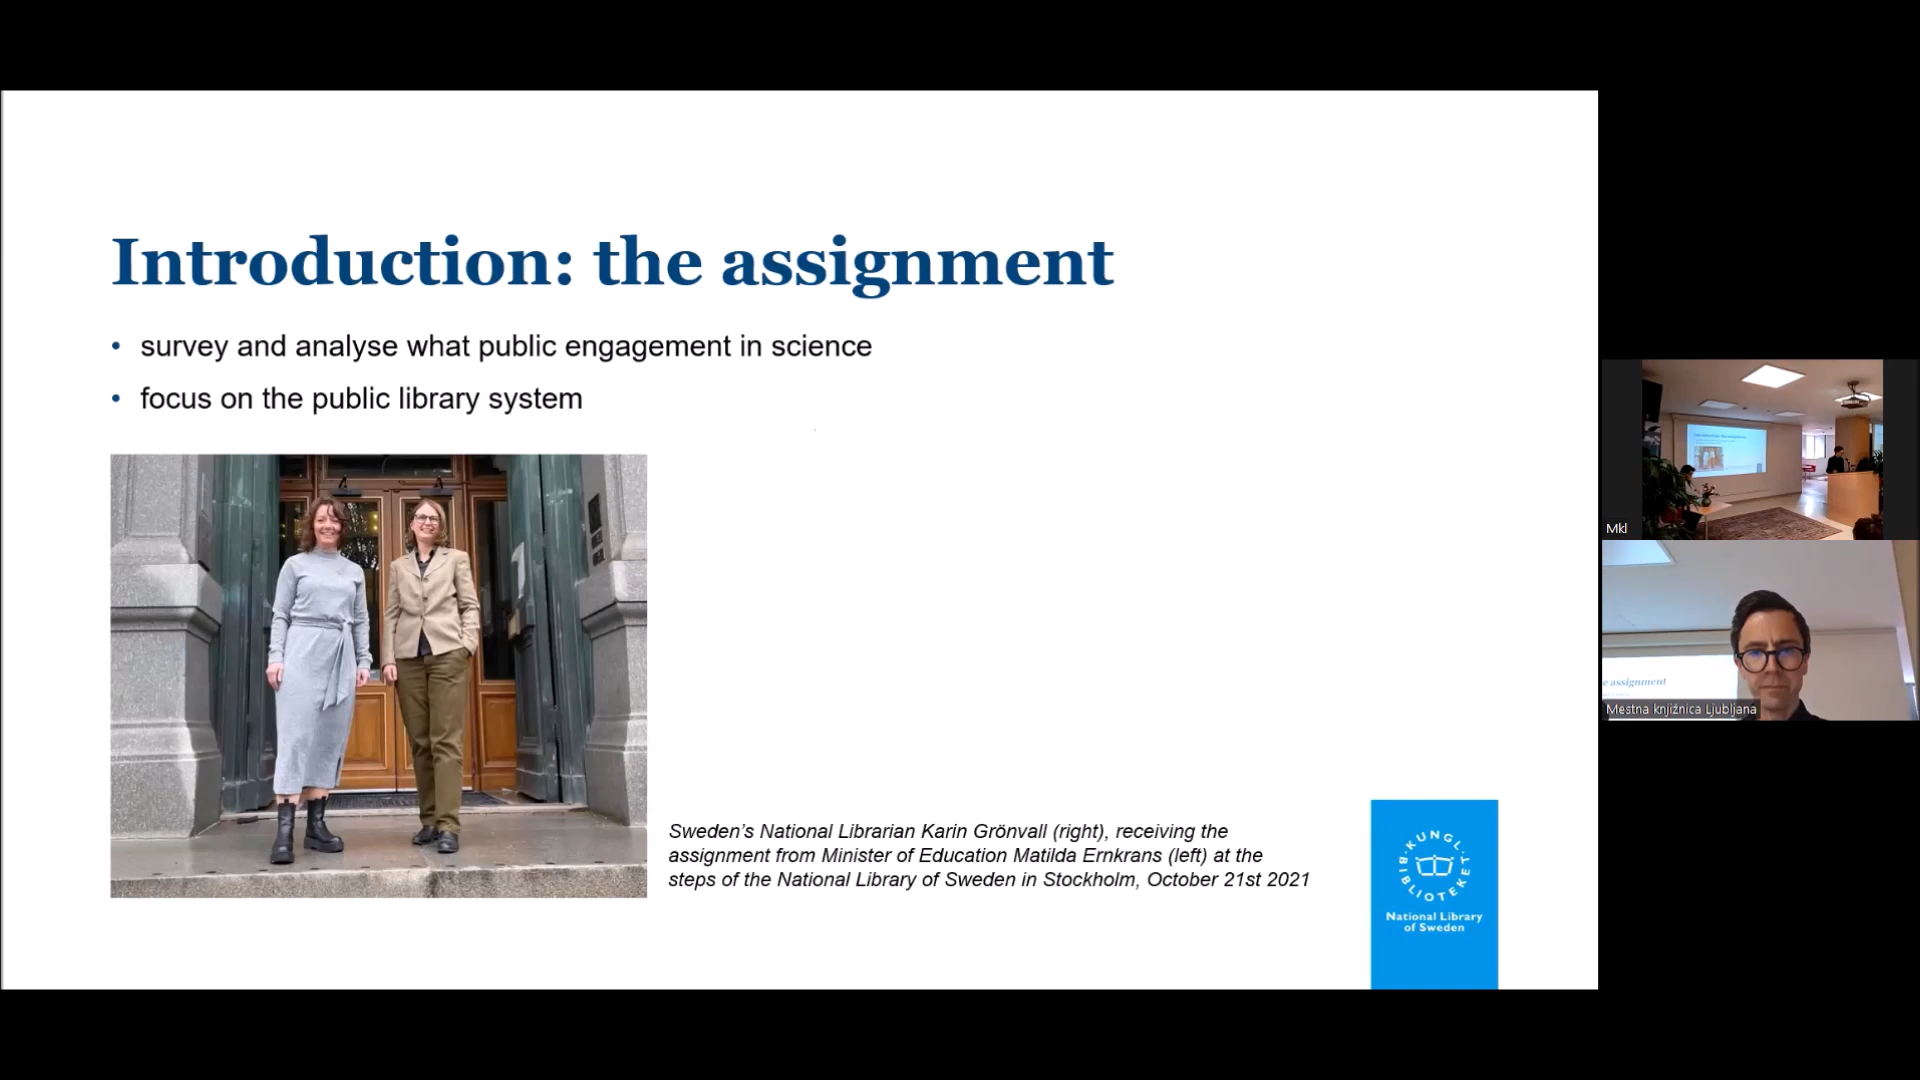 Introduction: the assignment
• survey and analyse what public engagement in science
• focus on the public library system
Sweden’s National Librarian Karin Grönvall (right), receiving the
assignment from Minister of Education Matilda Ernkrans (left) at the
steps of the National Library of Sweden in Stockholm, October 21st 2021
KUNGL.
BIBLIOTEKET
National Library
of Sweden
Mkl
e assignment
Mestna knjižnica Ljubljana